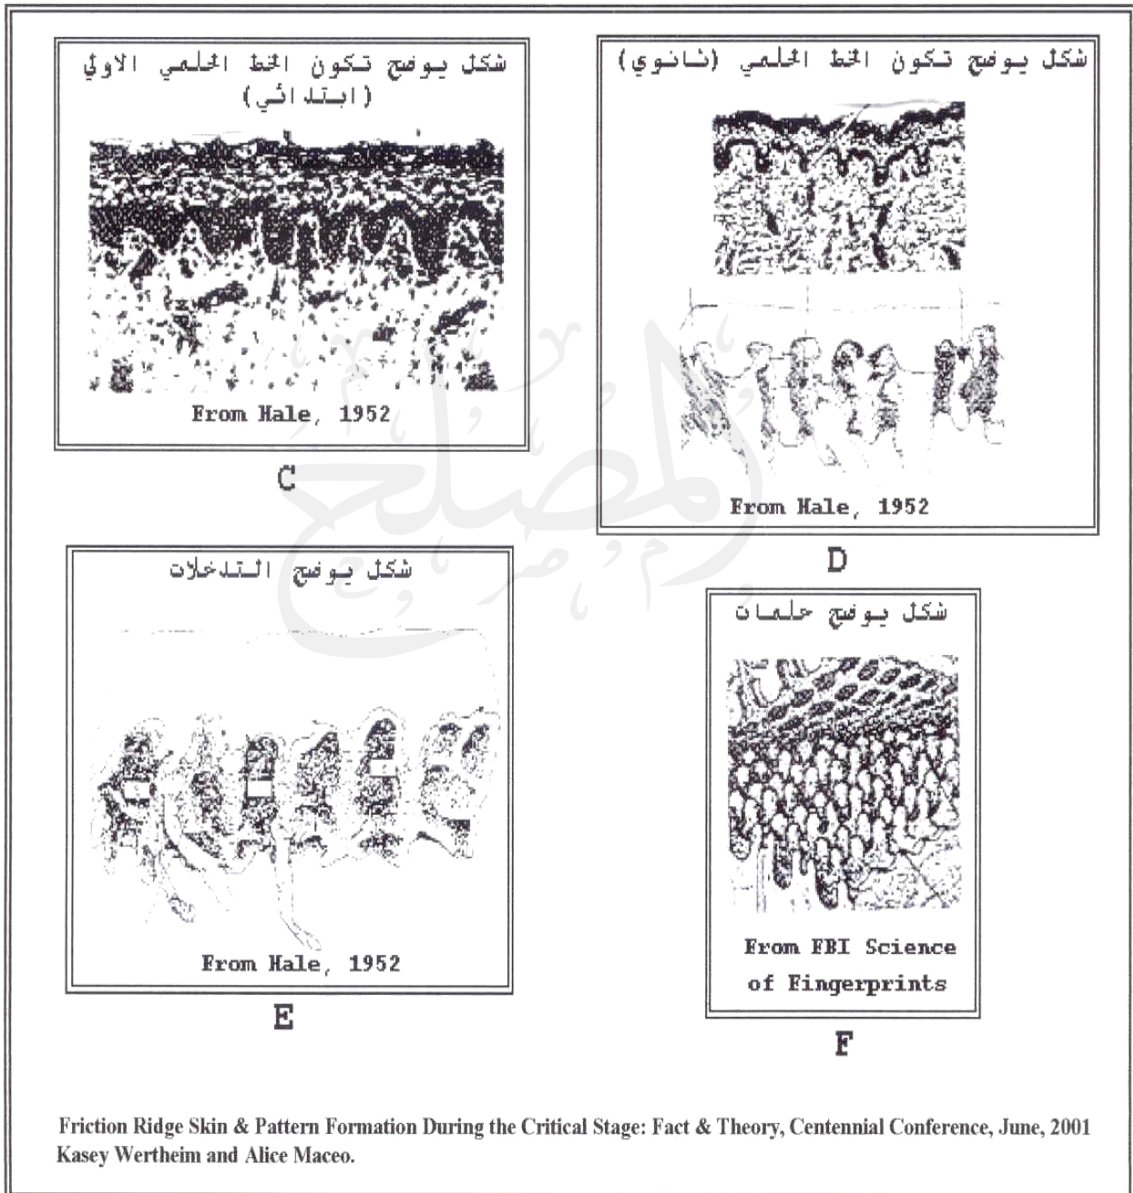 شكل يوضح تكون الخط الحلمي الاولي
(ابتدائي)
From Hale, 1952
C
شكل يوضح تكون الخط الحلمي (ثانوي)
From Hale, 1952
D
شكل يوضح التدخلات
From Hale, 1952
E
شكل يوضح حلمات
From FBI Science
of Fingerprints
F
المصلح
Friction Ridge Skin & Pattern Formation During the Critical Stage: Fact & Theory, Centennial Conference, June, 2001
Kasey Wertheim and Alice Maceo.